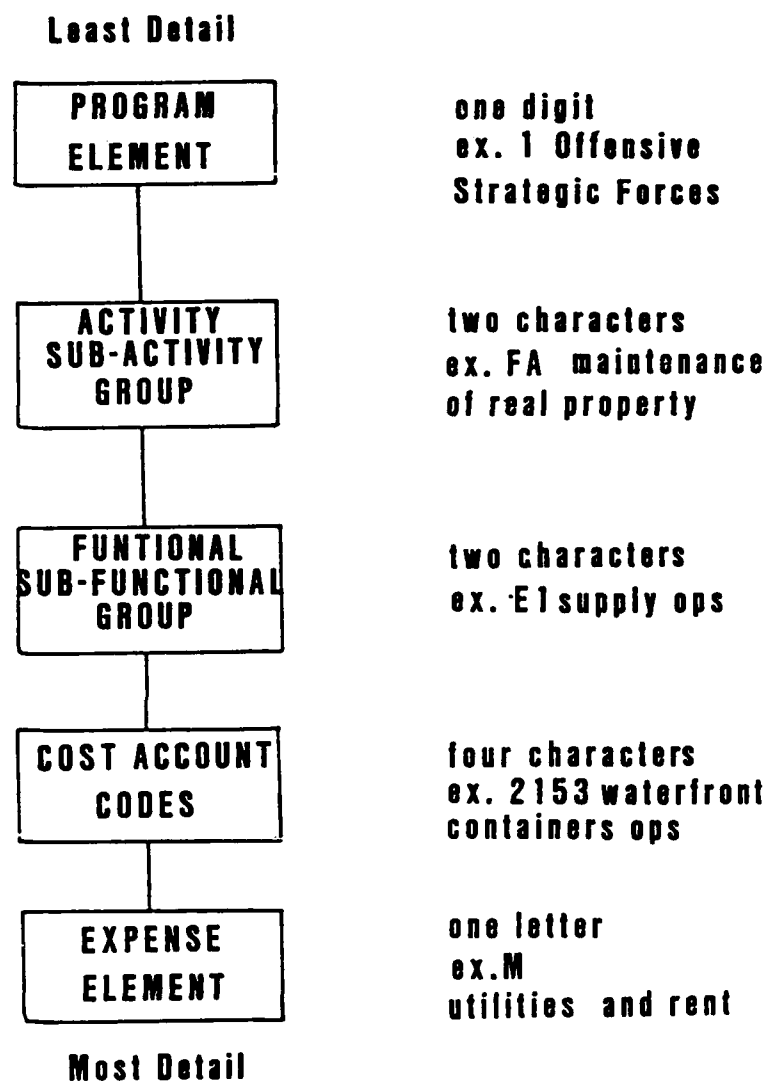 Least Detail
PROGRAM
ELEMENT
one digit
ex. 1 Offensive
Strategic Forces
ACTIVITY
SUB-ACTIVITY
GROUP
two characters
ex. FA maintenance
of real property
FUNTIONAL
SUB-FUNCTIONAL
GROUP
two characters
ex. E1 supply ops
COST ACCOUNT
CODES
four characters
ex. 2153 waterfront
containers ops
EXPENSE
ELEMENT
one letter
ex.M
utilities and rent
Most Detail